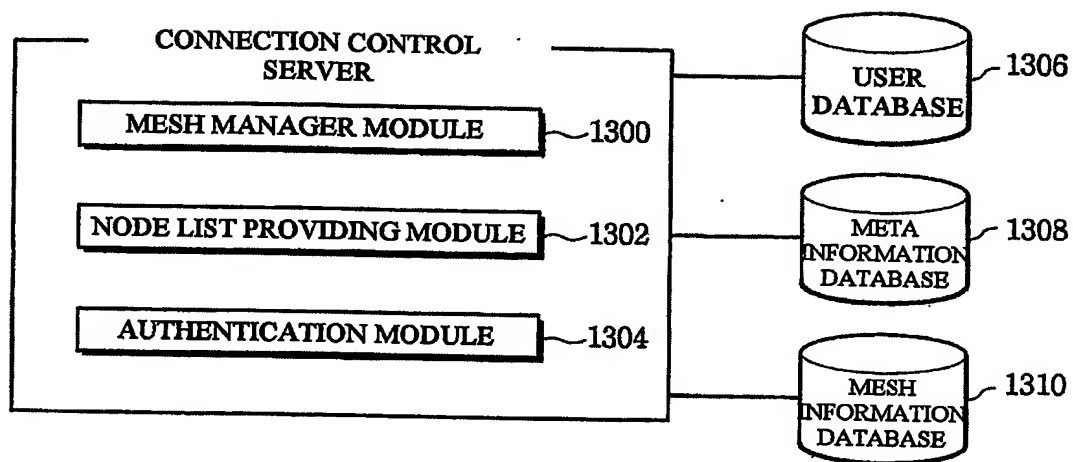 CONNECTION CONTROL
SERVER
MESH MANAGER MODULE
1300
NODE LIST PROVIDING MODULE
1302
AUTHENTICATION MODULE
1304
USER
DATABASE
1306
META
INFORMATION
DATABASE
1308
MESH
INFORMATION
DATABASE
1310